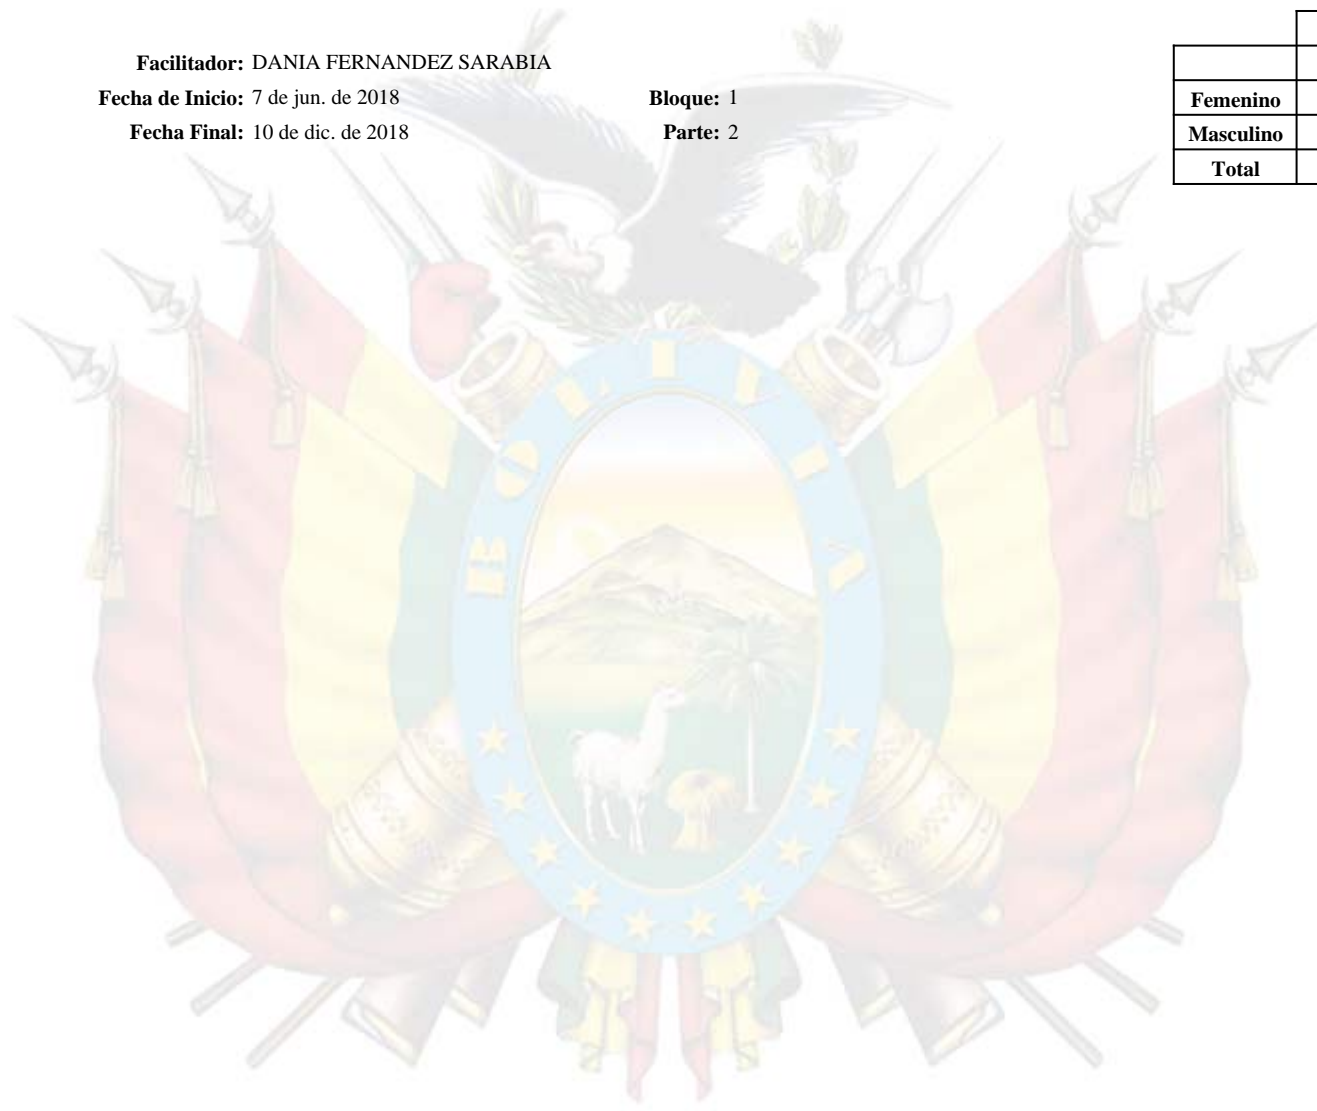 Facilitador: DANIA FERNANDEZ SARABIA
Fecha de Inicio: 7 de jun. de 2018 Bloque: 1
Fecha Final: 10 de dic. de 2018 Parte: 2
Femenino
Masculino
Total
BOLIVIA